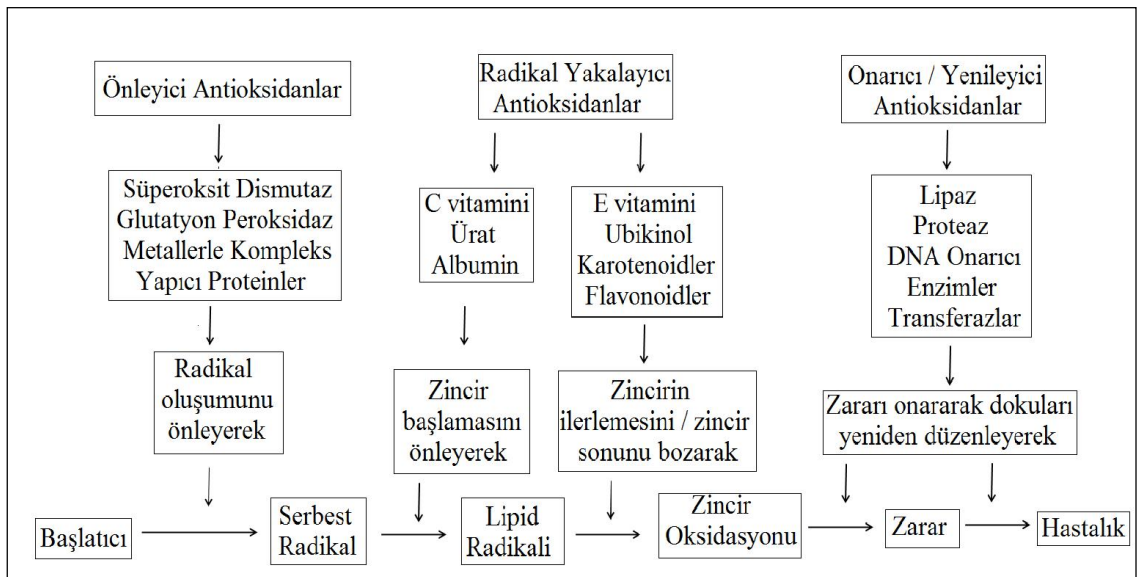 Önleyici Antioksidanlar
Radikal Yakalayıcı
Antioksidanlar
Onarıcı / Yenileyici
Antioksidanlar
Süperoksit Dismutaz
Glutatyon Peroksidaz
Metallerle Kompleks
Yapıcı Proteinler
C vitamini
Ürat
Albumin
E vitamini
Ubikinol
Karotenoidler
Flavonoidler
Lipaz
Proteaz
DNA Onarıcı
Enzimler
Transferazlar
Radikal
oluşumunu
önleyerek
Zincir
başlamasını
önleyerek
Zincirin
ilerlemesini / zincir
sonunu bozarak
Zararı onararak dokuları
yeniden düzenleyerek
Başlatıcı
Serbest
Radikal
Lipid
Radikali
Zincir
Oksidasyonu
Zarar
Hastalık